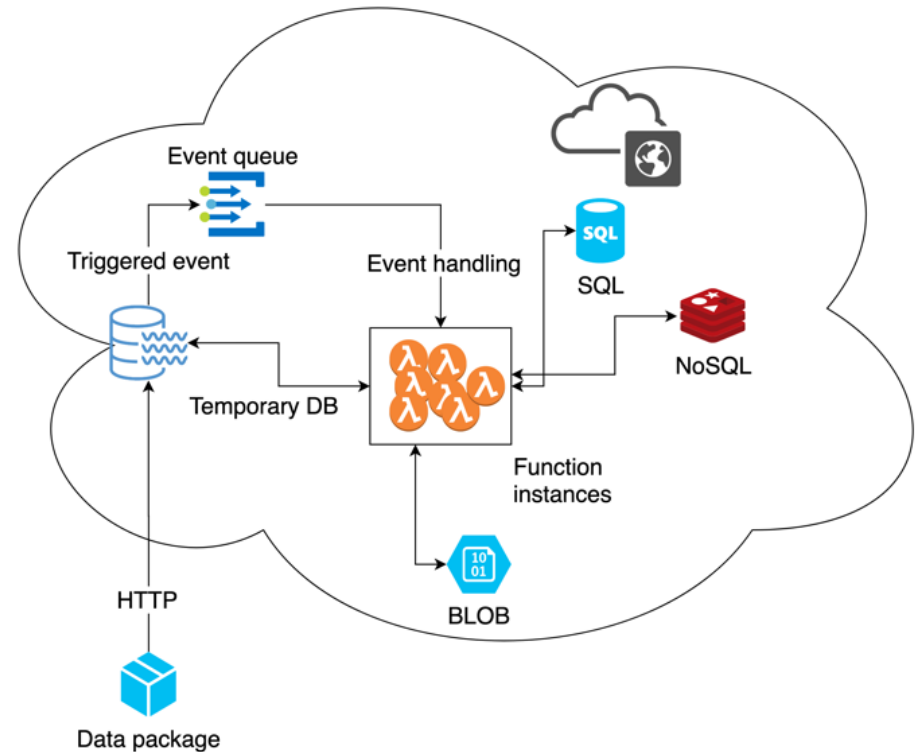 Event queue
Triggered event
Event handling
SQL
SQL
NoSQL
Temporary DB
λ
λ
λ
λ
λ
λ
λ
Function
instances
10
01
BLOB
HTTP
Data package